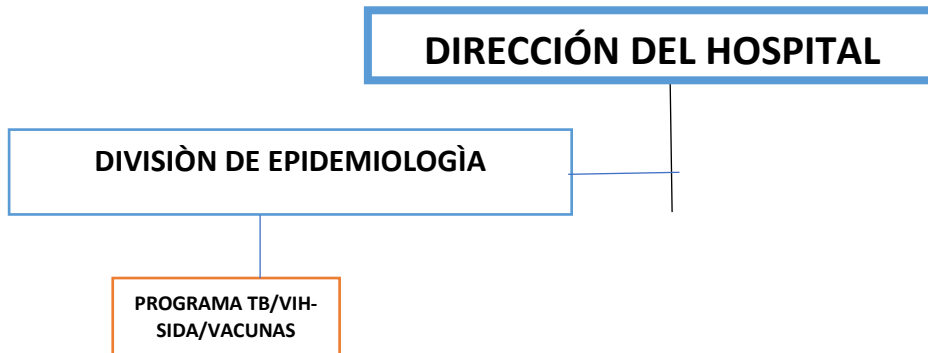 DIRECCIÓN DEL HOSPITAL
DIVISIÒN DE EPIDEMIOLOGÌA
PROGRAMA TB/VIH-
SIDA/VACUNAS